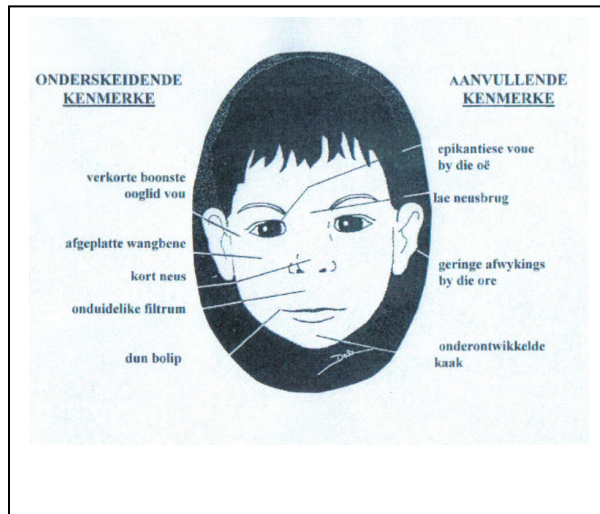 ONDERSKEIDENDE
KENMERKE
verkorte boonste
ooglid vou
afgeplatte wangbene
kort neus
onduidelike filtrum
dun bolip
AANVULLENDE
KENMERKE
epikantiese voue
by die oë
lae neusbrug
geringe afwykings
by die ore
onderontwikkelde
kaak